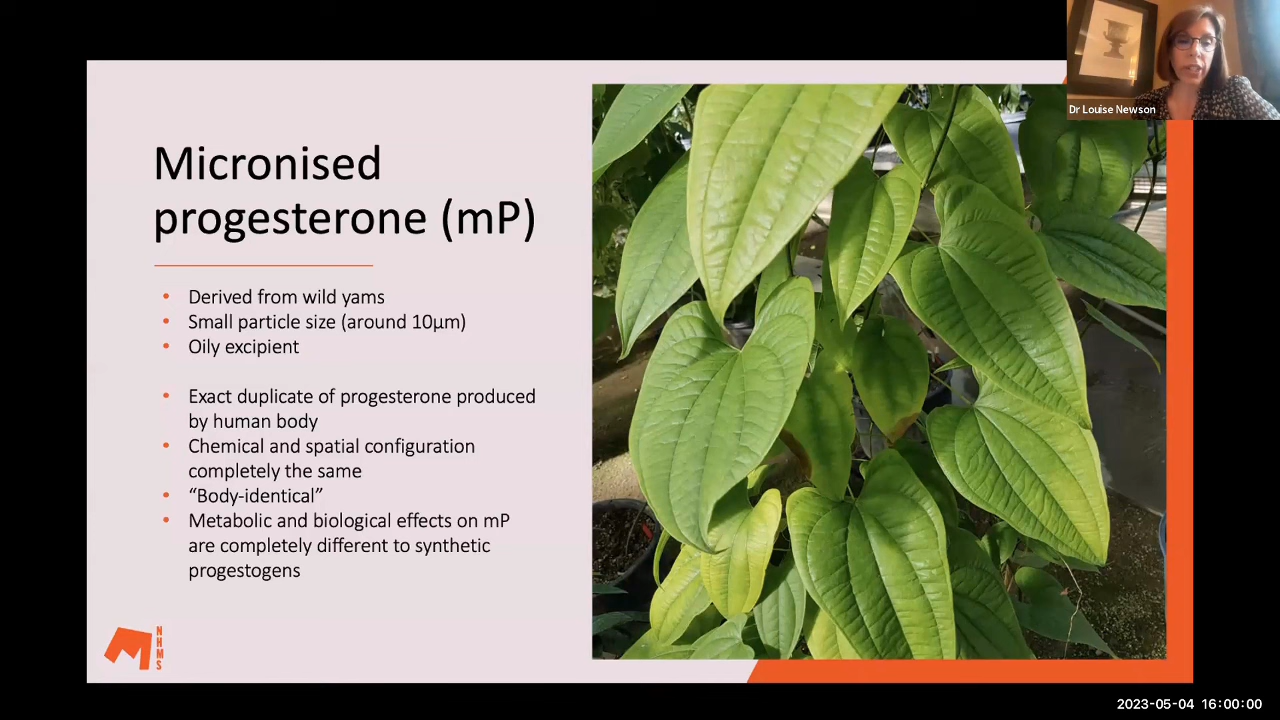 Dr Louise Newson
Micronised
progesterone (mP)
• Derived from wild yams
• Small particle size (around 10µm)
• Oily excipient
• Exact duplicate of progesterone produced
by human body
• Chemical and spatial configuration
completely the same
• “Body-identical”
• Metabolic and biological effects on mP
are completely different to synthetic
progestogens
NHMS
2023-05-04 16:00:00